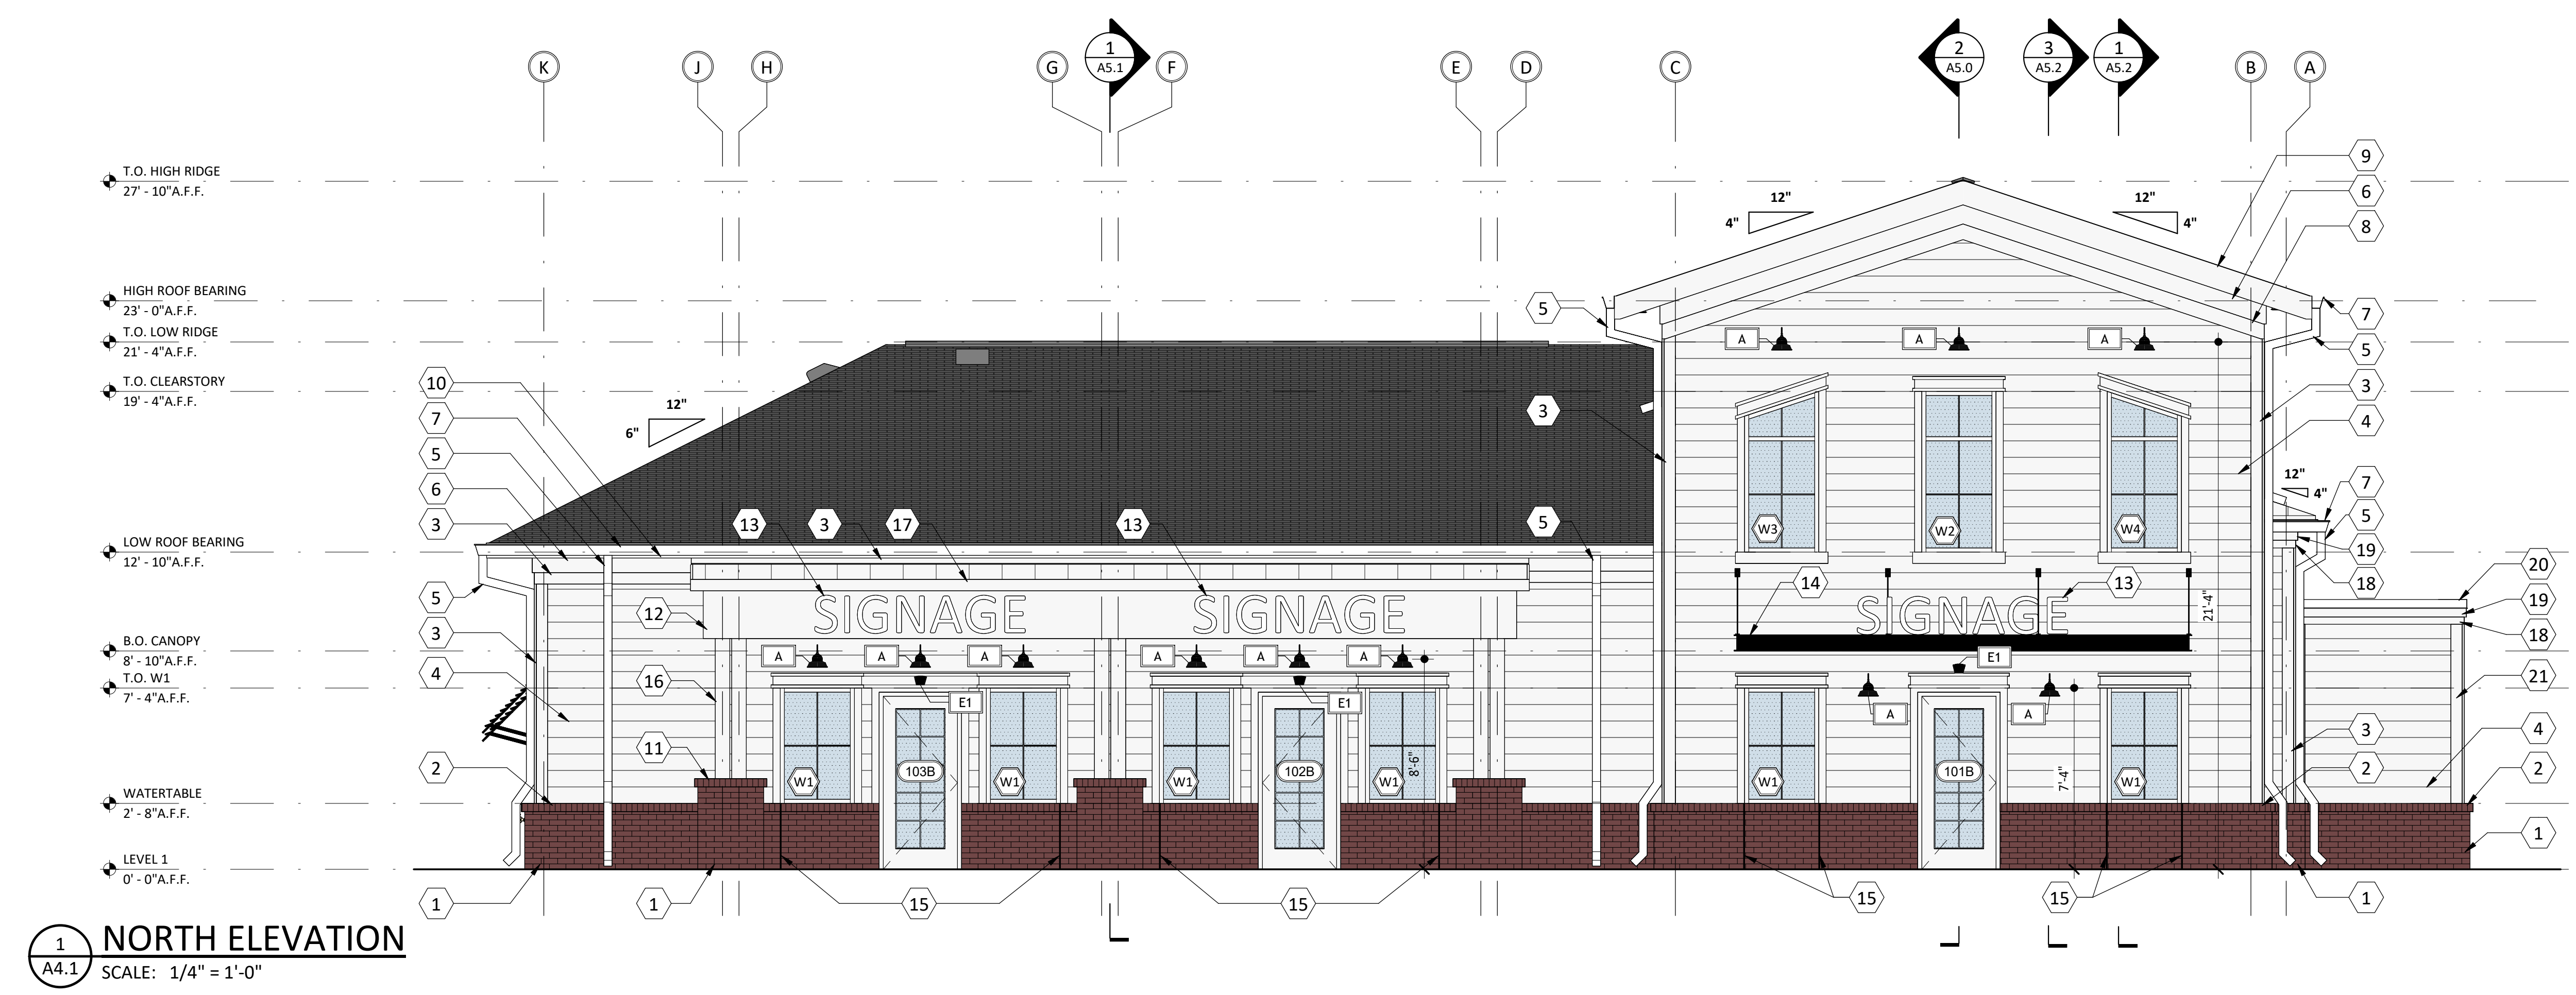 K
J
H
G
1
A5.1
F
E
D
C
2
A5.0
3
A5.2
1
A5.2
B
A
T.O. HIGH RIDGE
27' - 10"A.F.F.
HIGH ROOF BEARING
23' - 0"A.F.F.
T.O. LOW RIDGE
21' - 4"A.F.F.
T.O. CLEARSTORY
19' - 4"A.F.F.
LOW ROOF BEARING
12' - 10"A.F.F.
B.O. CANOPY
8' - 10"A.F.F.
T.O. W1
7' - 4"A.F.F.
WATERTABLE
2' - 8"A.F.F.
LEVEL 1
0' - 0"A.F.F.
10
7
5
6
3
5
3
4
2
1
12"
6"
13
3
17
13
12
SIGNAGE
SIGNAGE
16
11
1
A
A
A
A
A
A
E1
E1
W1
103B
W1
W1
102B
W1
8'-6"
15
15
5
3
5
12"
4"
12"
4"
A
A
A
W3
W2
W4
14
SIGNAGE
13
21'-4"
E1
A
A
W1
101B
7'-4"
W1
15
15
9
6
8
7
5
3
4
12"
4"
7
5
19
18
20
19
18
21
3
4
2
2
1
1
1
A4.1
NORTH ELEVATION
SCALE: 1/4" = 1'-0"